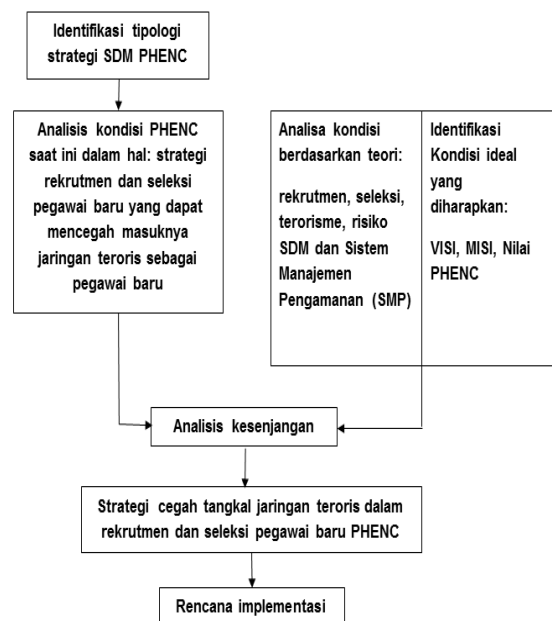 Identifikasi tipologi
strategi SDM PHENC
Analisis kondisi PHENC
saat ini dalam hal: strategi
rekrutmen dan seleksi
pegawai baru yang dapat
mencegah masuknya
jaringan teroris sebagai
pegawai baru
Analisa kondisi
berdasarkan teori:
rekrutmen, seleksi,
terorisme, risiko
SDM dan Sistem
Manajemen
Pengamanan (SMP)
Identifikasi
Kondisi ideal
yang
diharapkan:
VISI, MISI, Nilai
PHENC
Analisis kesenjangan
Strategi cegah tangkal jaringan teroris dalam
rekrutmen dan seleksi pegawai baru PHENC
Rencana implementasi